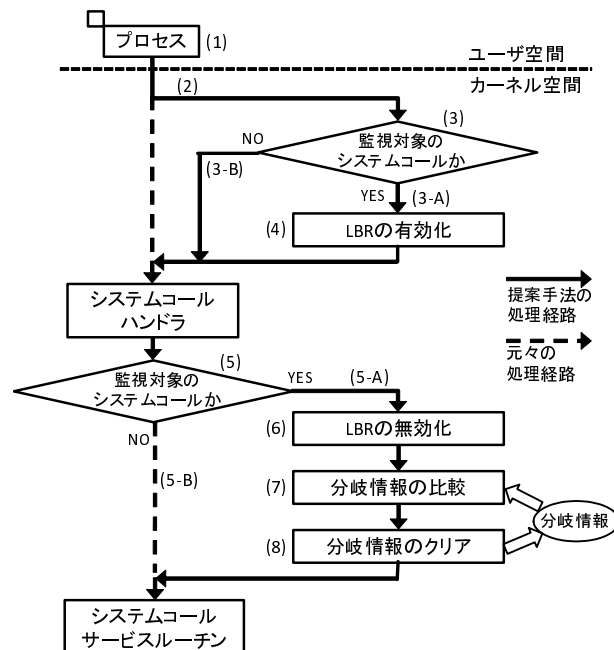 プロセス (1)
ユーザ空間
カーネル空間
(2)
(3)
NO
監視対象の
システムコールか
(3-B)
YES
(3-A)
(4)
LBRの有効化
システムコール
ハンドラ
提案手法の
処理経路
元々の
処理経路
(5)
監視対象の
システムコールか
YES
(5-A)
NO
(6)
LBRの無効化
(5-B)
(7)
分岐情報の比較
分岐情報
(8)
分岐情報のクリア
システムコール
サービスルーチン